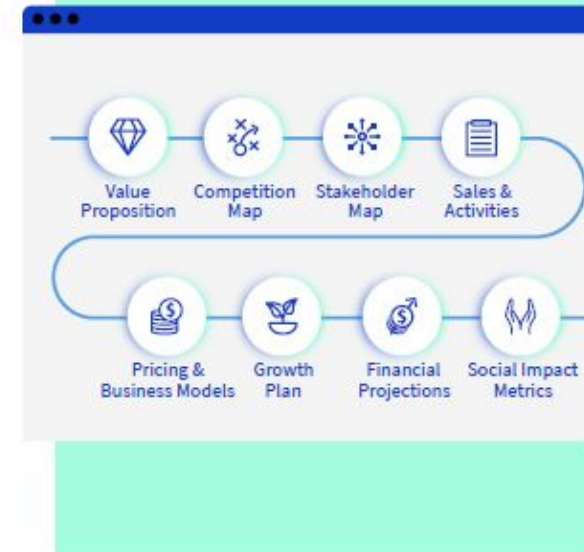 Value
Proposition
Competition
Map
Stakeholder
Map
Sales &
Activities
Pricing &
Business Models
Growth
Plan
Financial
Projections
Social Impact
Metrics